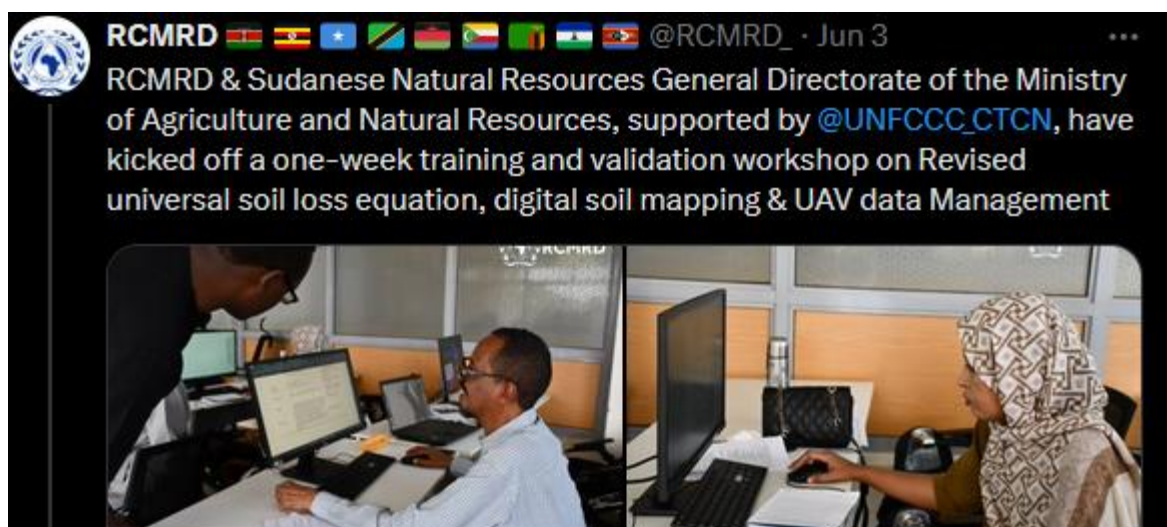 RCMRD 🇰🇪 🇺🇬 🇸🇴 🇹🇿 🇲🇼 🇰🇲 🇿🇲 🇱🇸 🇸🇿 @RCMRD_ · Jun 3
RCMRD & Sudanese Natural Resources General Directorate of the Ministry
of Agriculture and Natural Resources, supported by @UNFCCC_CTCN, have
kicked off a one-week training and validation workshop on Revised
universal soil loss equation, digital soil mapping & UAV data Management
RCMRD